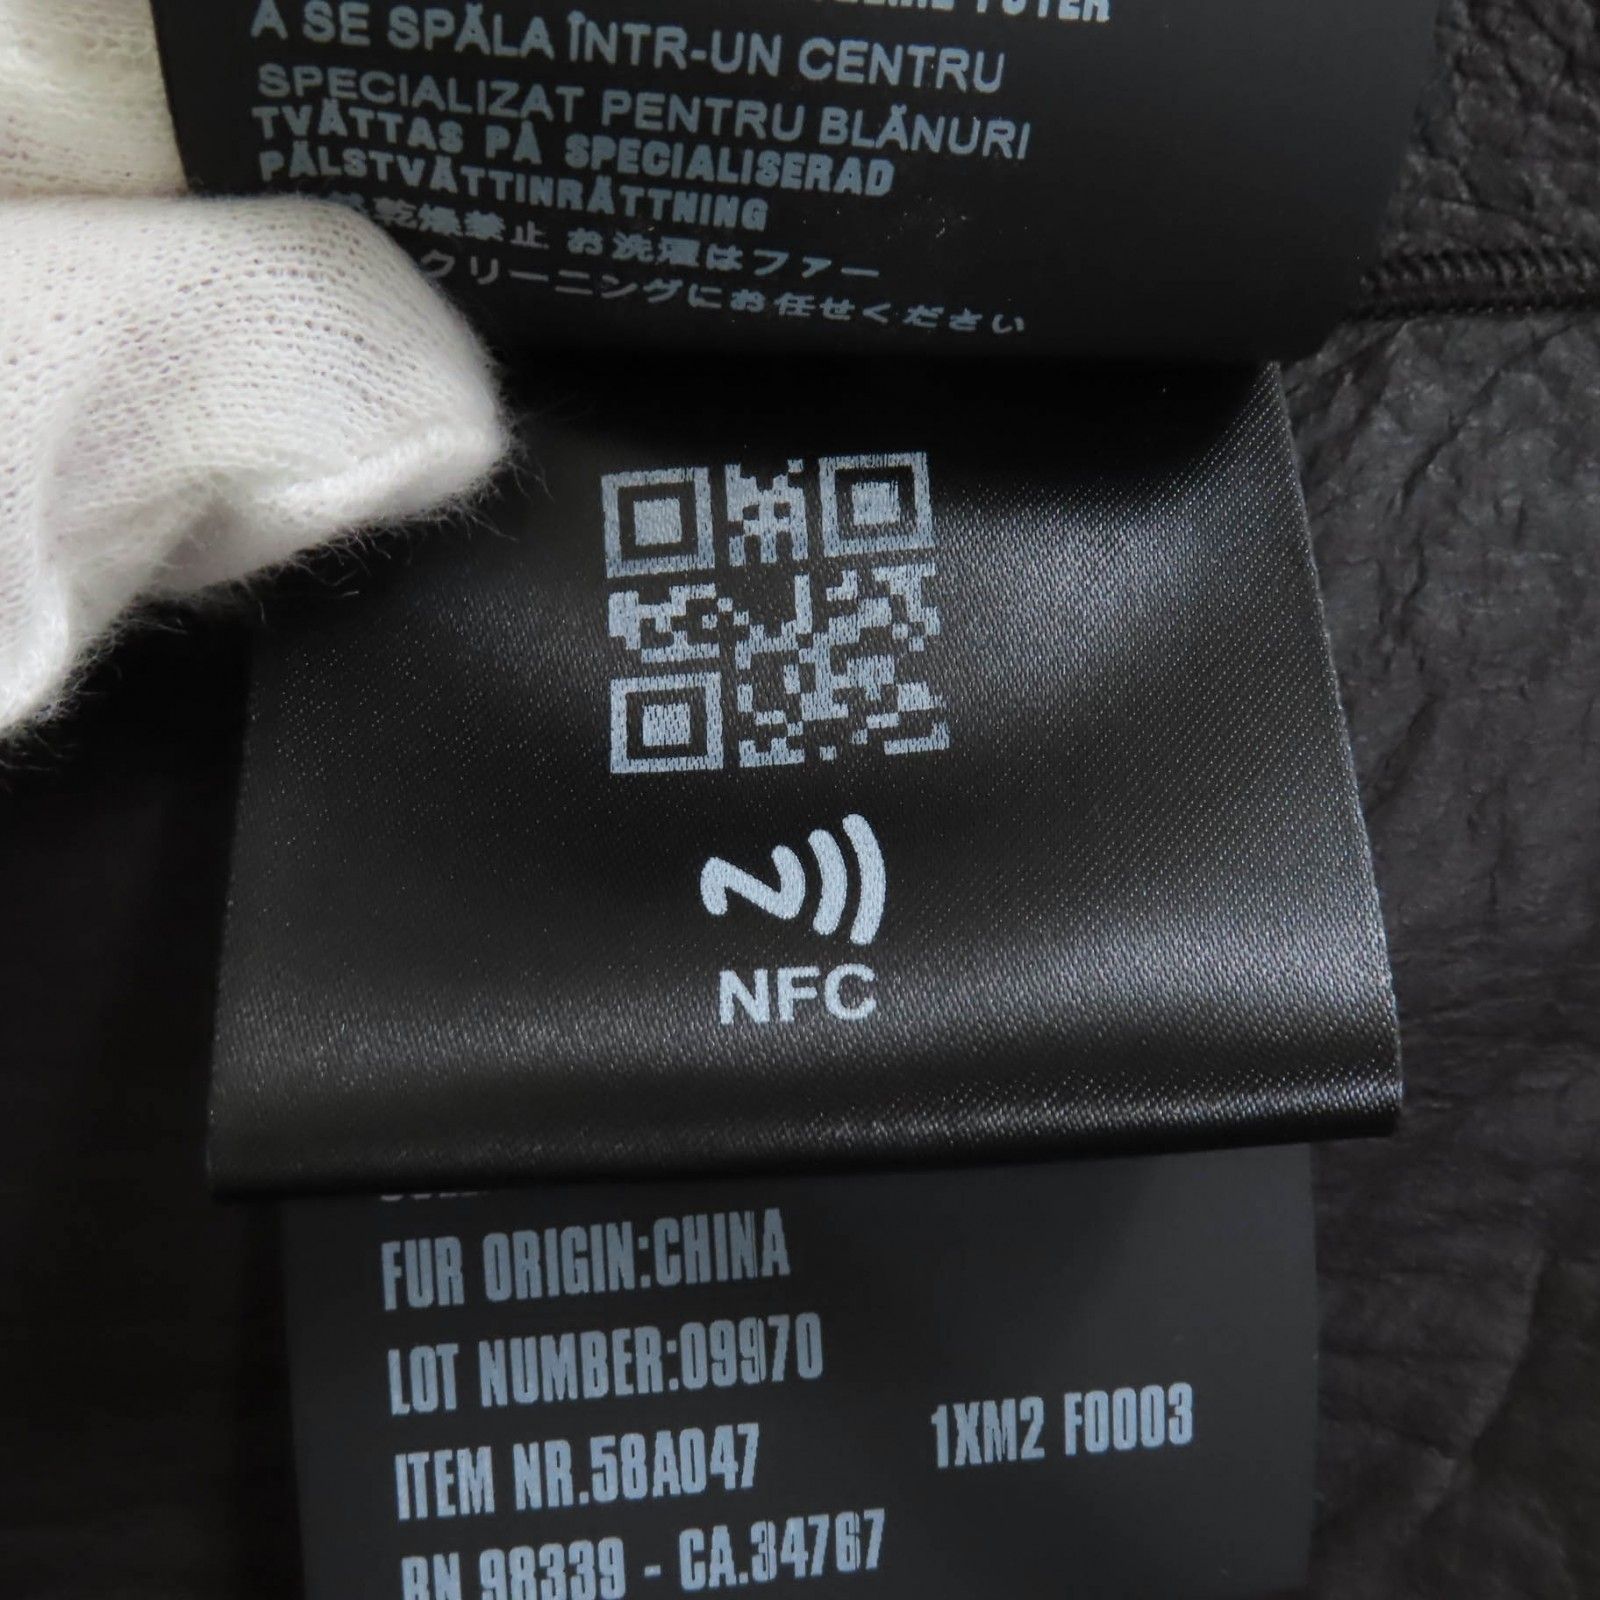 A SE SPĂLA ÎNTR-UN CENTRU
SPECIALIZAT PENTRU BLĂNURI
TVÄTTAS PÅ SPECIALISERAD
PÄLSTVÄTTINRÄTTNING
乾燥禁止 お洗濯はファー
クリーニングにお任せください
NFC
FUR ORIGIN:CHINA
LOT NUMBER:09970
ITEM NR.58A047 1XM2 F0003
RN 98339 - CA.34767